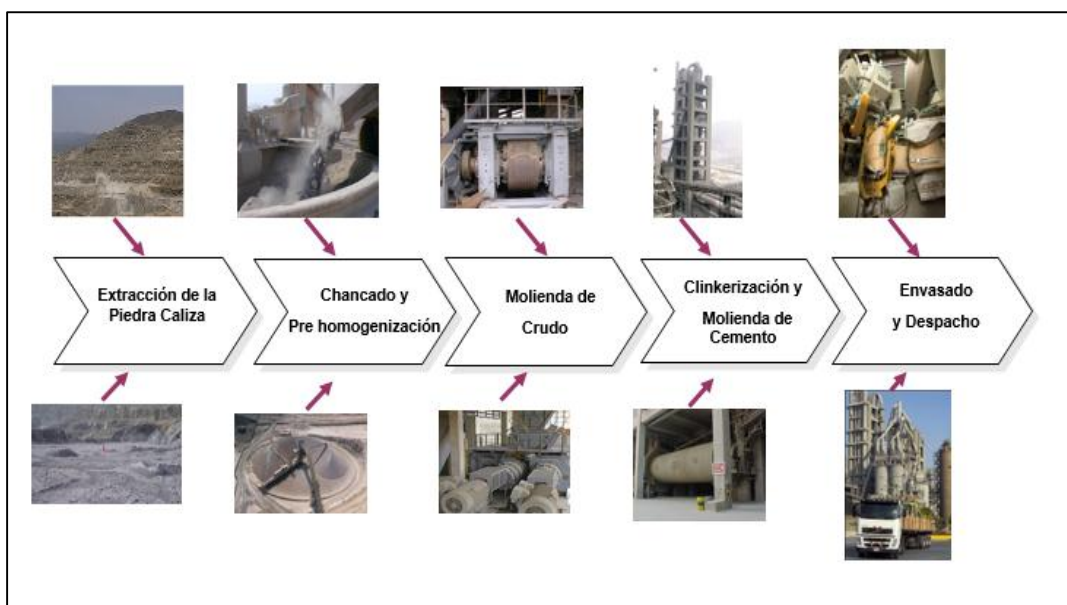 Extracción de la
Piedra Caliza
Chancado y
Pre homogenización
Molienda de
Crudo
Clinkerización y
Molienda de
Cemento
Envasado
y Despacho